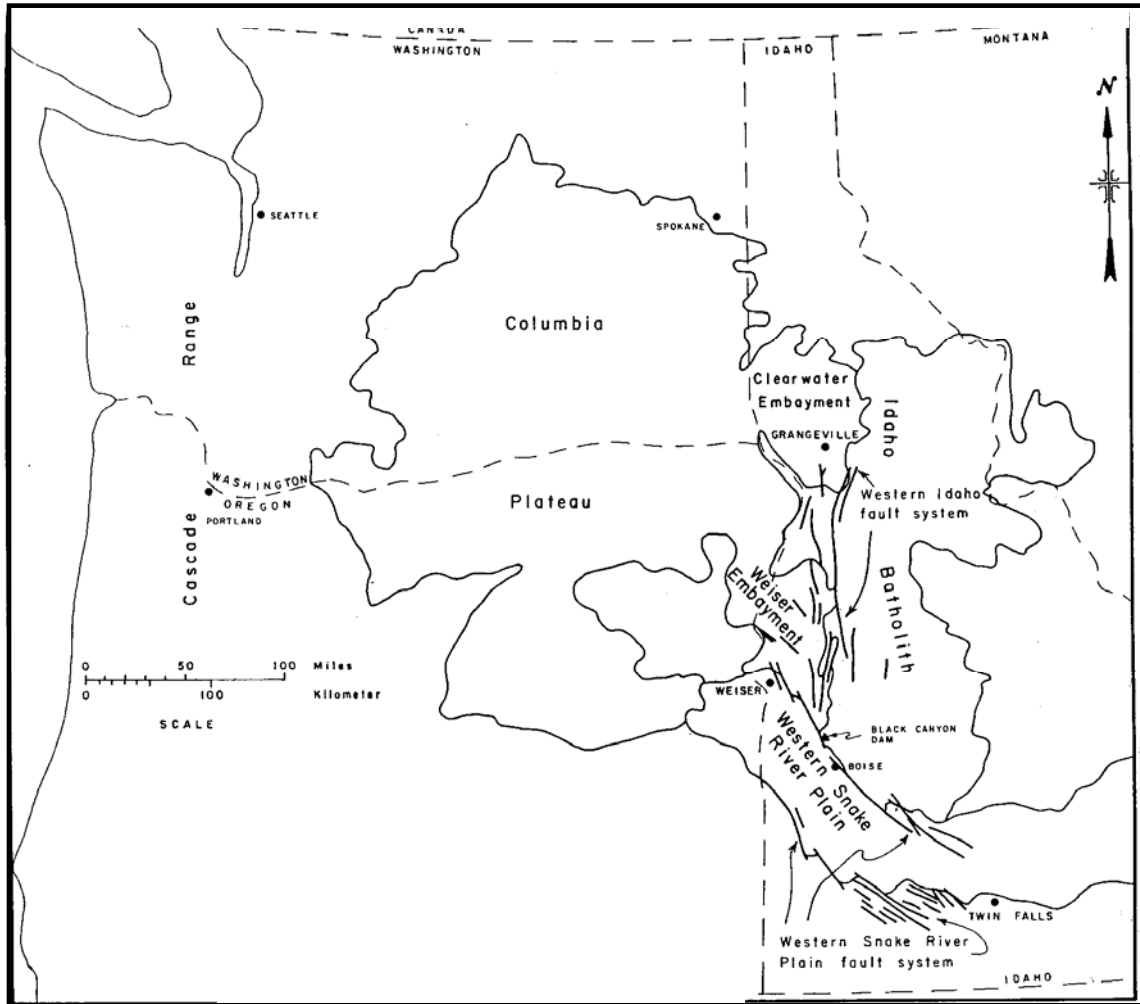 CANADA
WASHINGTON
IDAHO
MONTANA
N
SEATTLE
SPOKANE
Range
Columbia
Clearwater
Embayment
GRANGEVILLE
Idaho
Western Idaho
fault system
WASHINGTON
OREGON
PORTLAND
Plateau
Cascade
Weiser
Embayment
Batholith
0 50 100 Miles
0 100 Kilometer
SCALE
WEISER
BLACK CANYON
DAM
BOISE
Western Snake
River Plain
TWIN FALLS
Western Snake River
Plain fault system
IDAHO